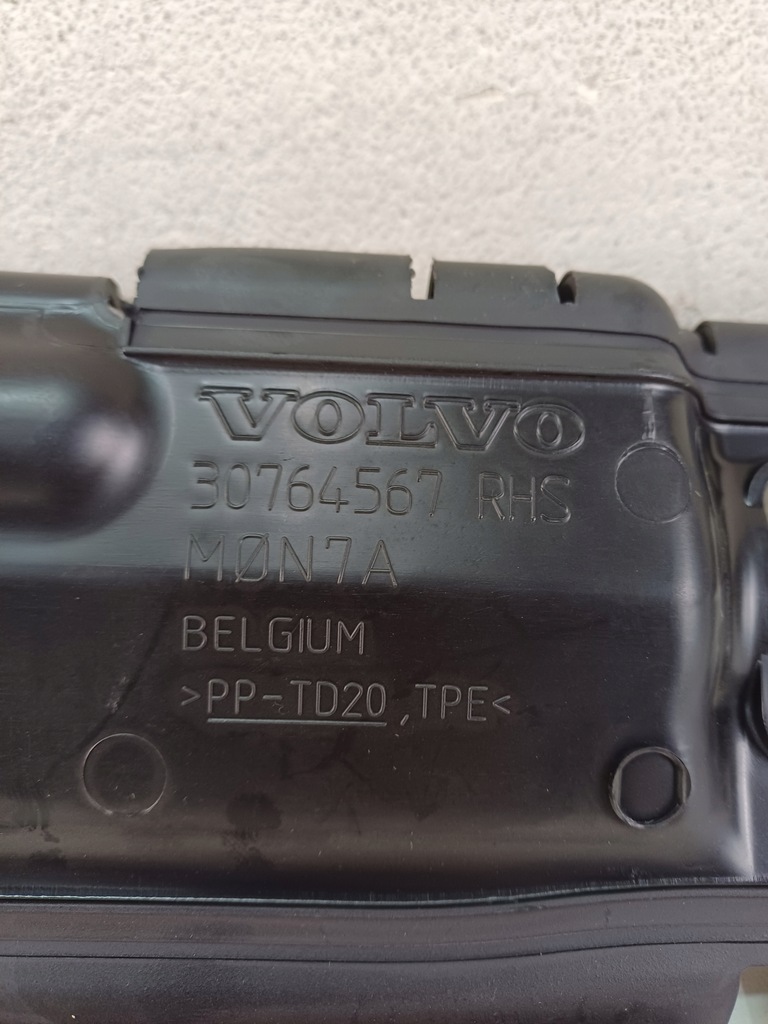 VOLVO
30764567 RHS
MØN7A
BELGIUM
>PP-TD20,TPE<